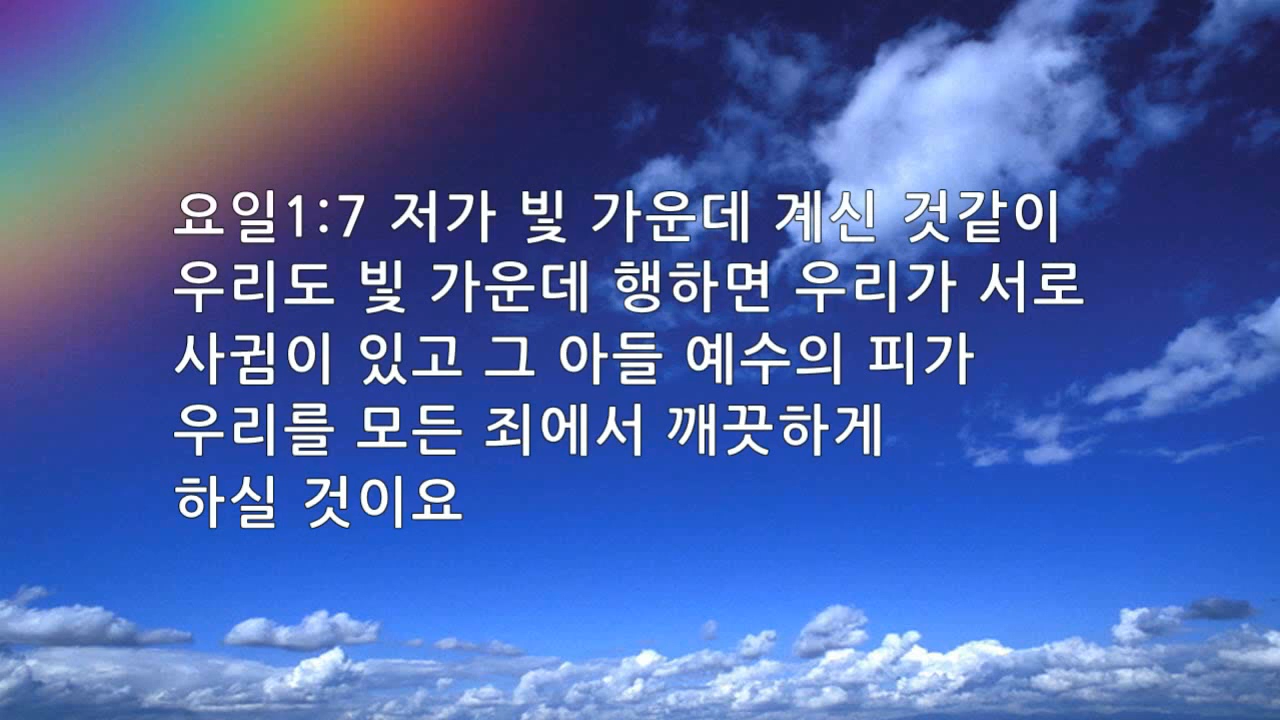 요일1:7 저가 빛 가운데 계신 것같이
우리도 빛 가운데 행하면 우리가 서로
사귐이 있고 그 아들 예수의 피가
우리를 모든 죄에서 깨끗하게
하실 것이요